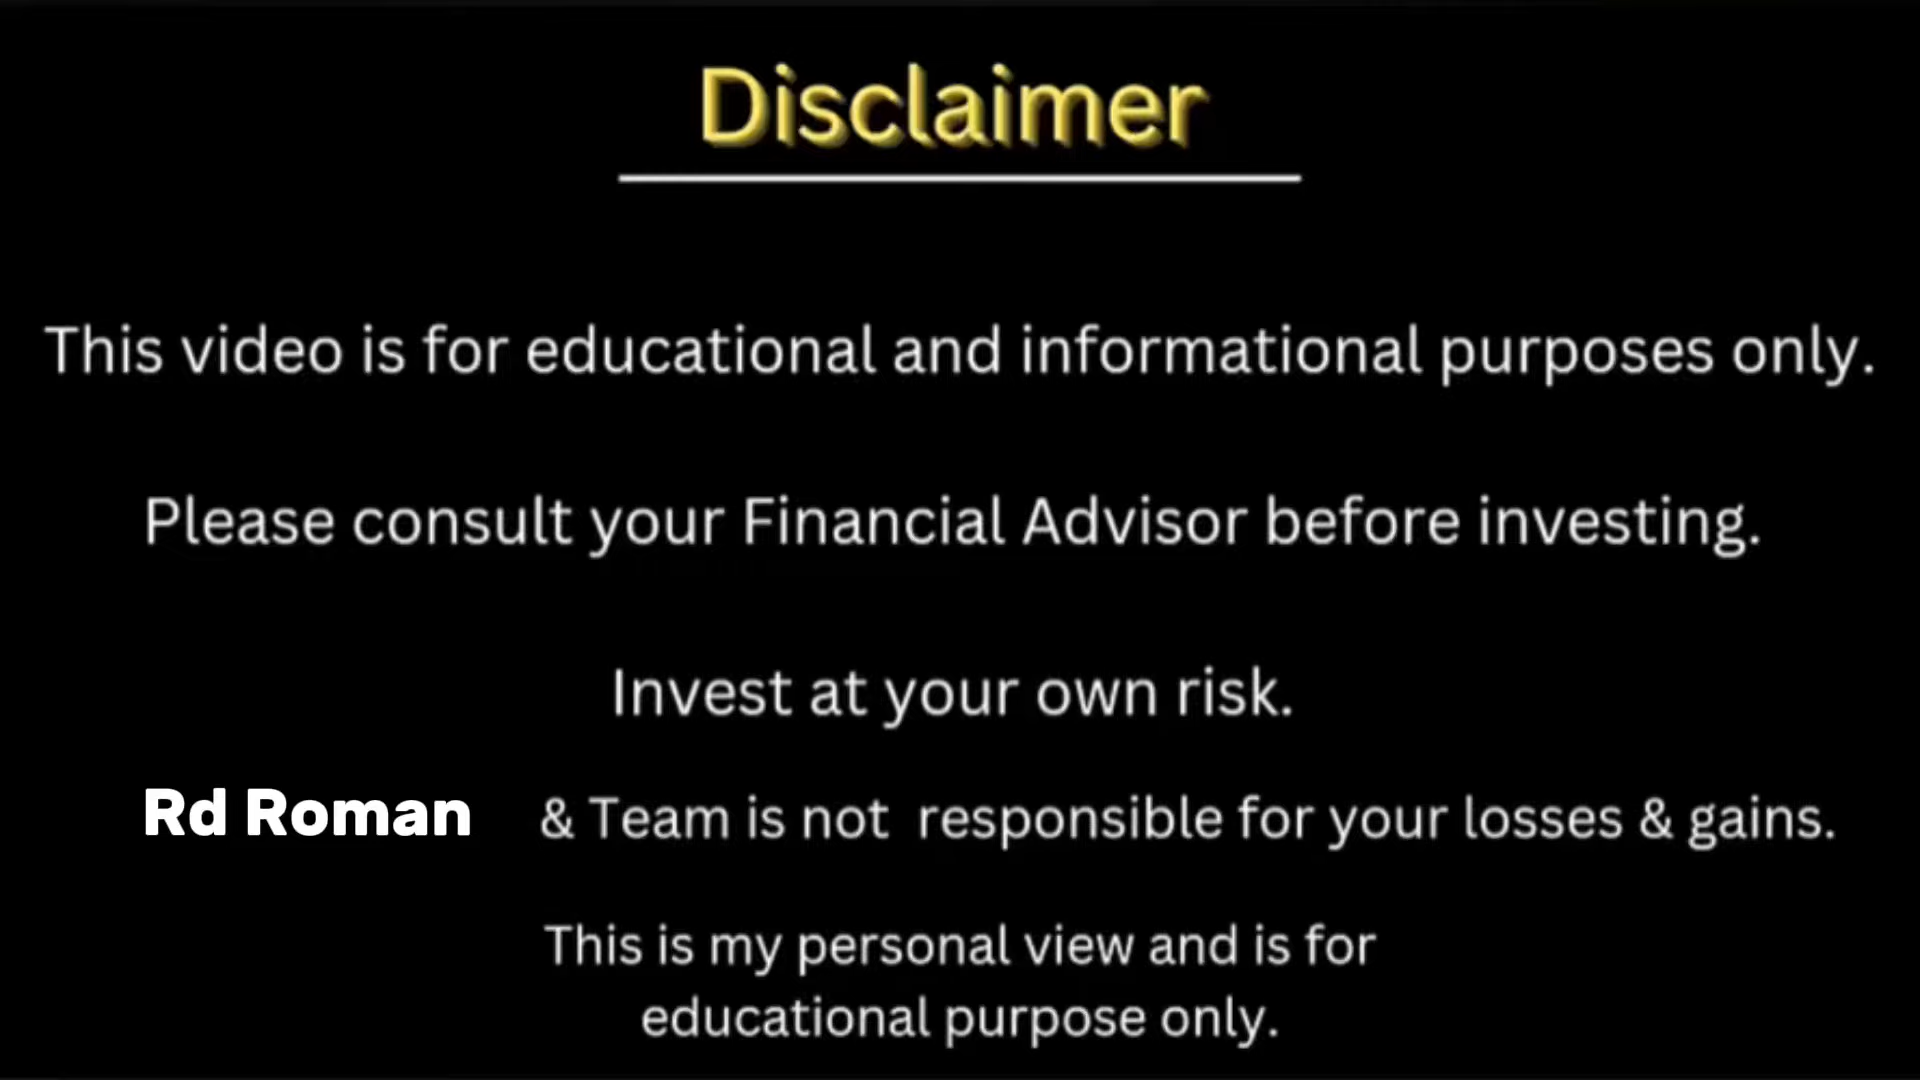 Disclaimer
This video is for educational and informational purposes only.
Please consult your Financial Advisor before investing.
Invest at your own risk.
Rd Roman & Team is not responsible for your losses & gains.
This is my personal view and is for
educational purpose only.